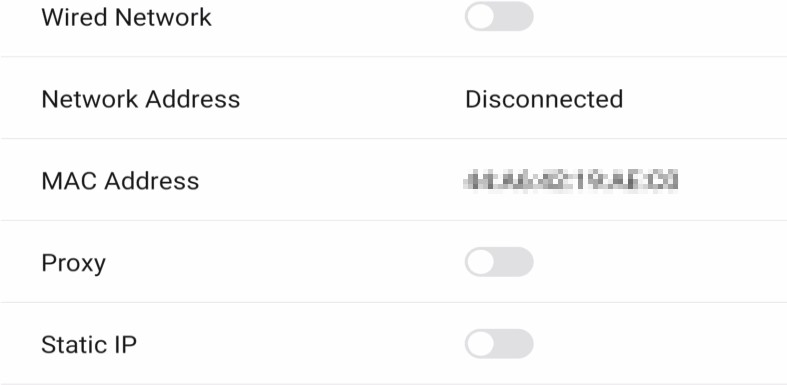 Wired Network
Network Address Disconnected
MAC Address
Proxy
Static IP